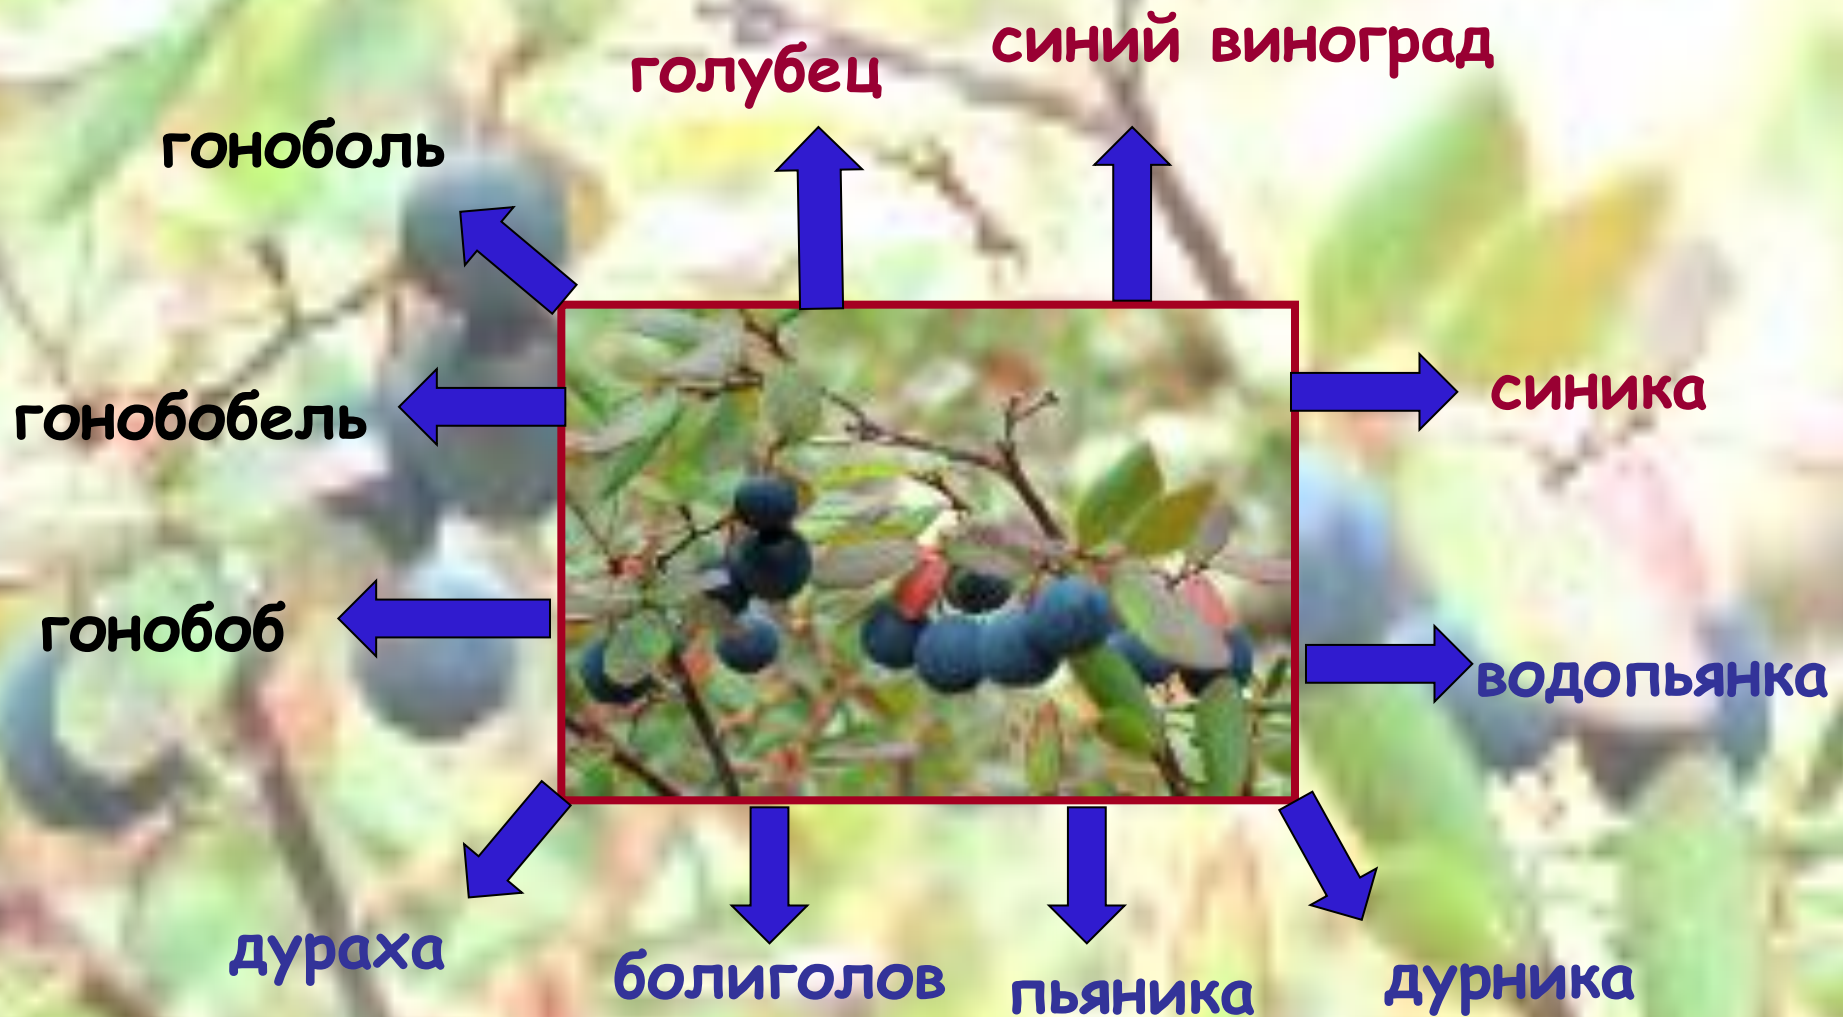 синий виноград
голубец
гоноболь
синика
гонобобель
гонобоб
водопьянка
дураха
болиголов
пьяника
дурника